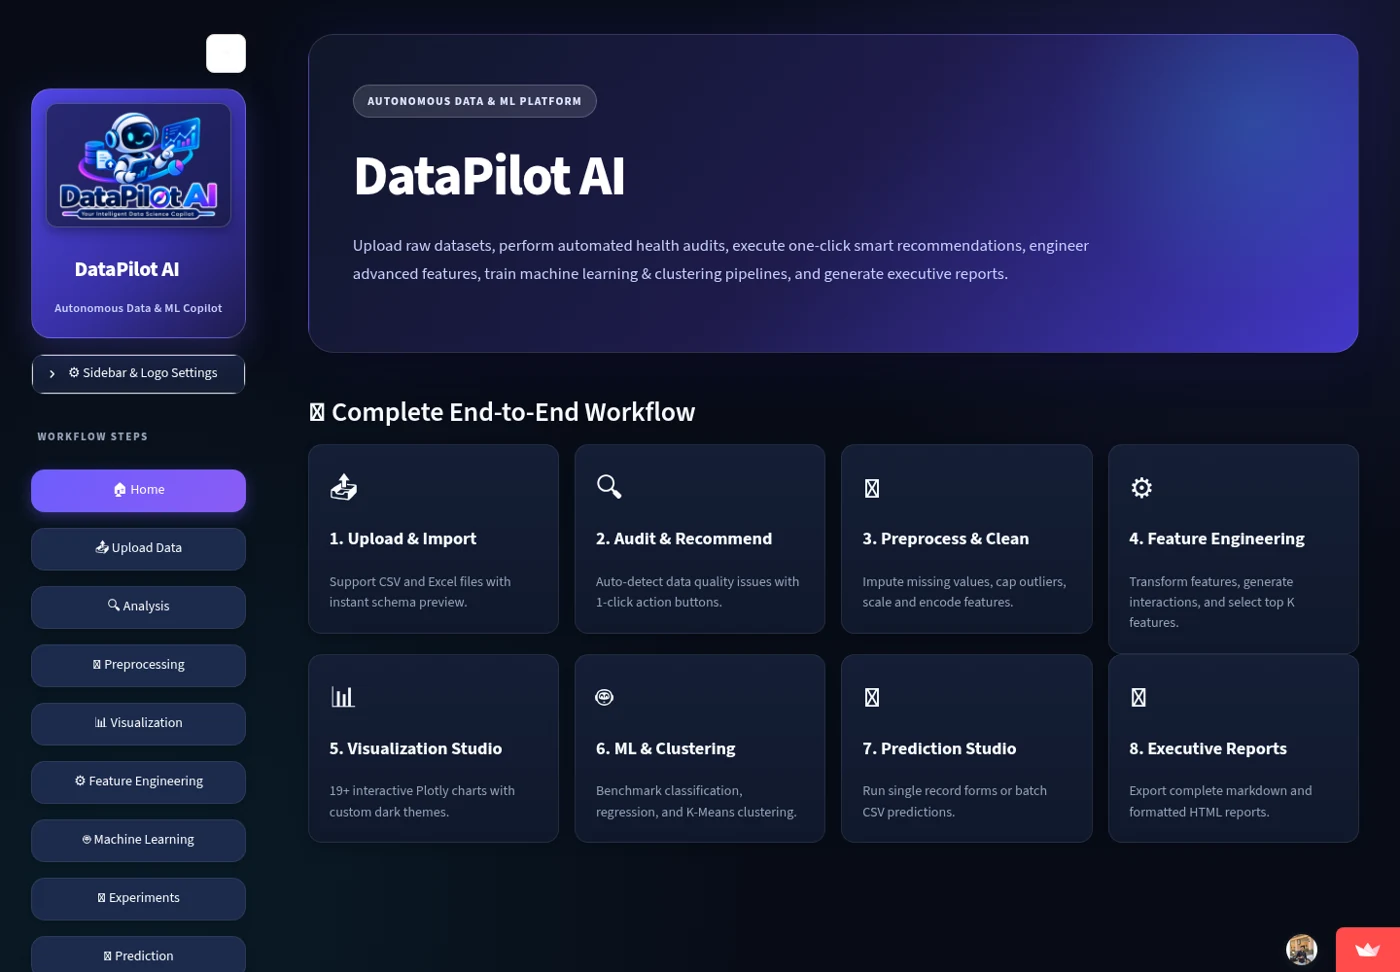 DataPilot AI
Your Intelligent Data Science Copilot
DataPilot AI
Autonomous Data & ML Copilot
⚙ Sidebar & Logo Settings
WORKFLOW STEPS
🏠 Home
📤 Upload Data
🔍 Analysis
Preprocessing
📊 Visualization
⚙ Feature Engineering
Machine Learning
Experiments
Prediction
AUTONOMOUS DATA & ML PLATFORM
DataPilot AI
Upload raw datasets, perform automated health audits, execute one-click smart recommendations, engineer
advanced features, train machine learning & clustering pipelines, and generate executive reports.
Complete End-to-End Workflow
1. Upload & Import
Support CSV and Excel files with
instant schema preview.
2. Audit & Recommend
Auto-detect data quality issues with
1-click action buttons.
3. Preprocess & Clean
Impute missing values, cap outliers,
scale and encode features.
4. Feature Engineering
Transform features, generate
interactions, and select top K
features.
5. Visualization Studio
19+ interactive Plotly charts with
custom dark themes.
6. ML & Clustering
Benchmark classification,
regression, and K-Means clustering.
7. Prediction Studio
Run single record forms or batch
CSV predictions.
8. Executive Reports
Export complete markdown and
formatted HTML reports.